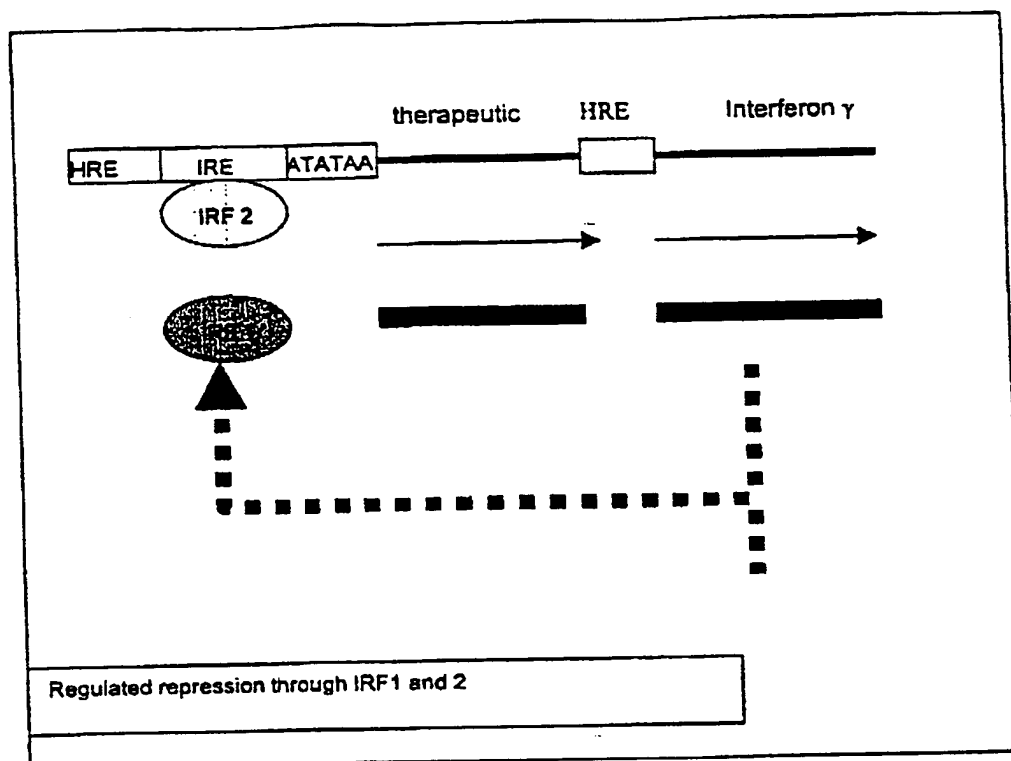 therapeutic HRE Interferon γ
HRE IRE ATATAA
IRF 2
Regulated repression through IRF1 and 2